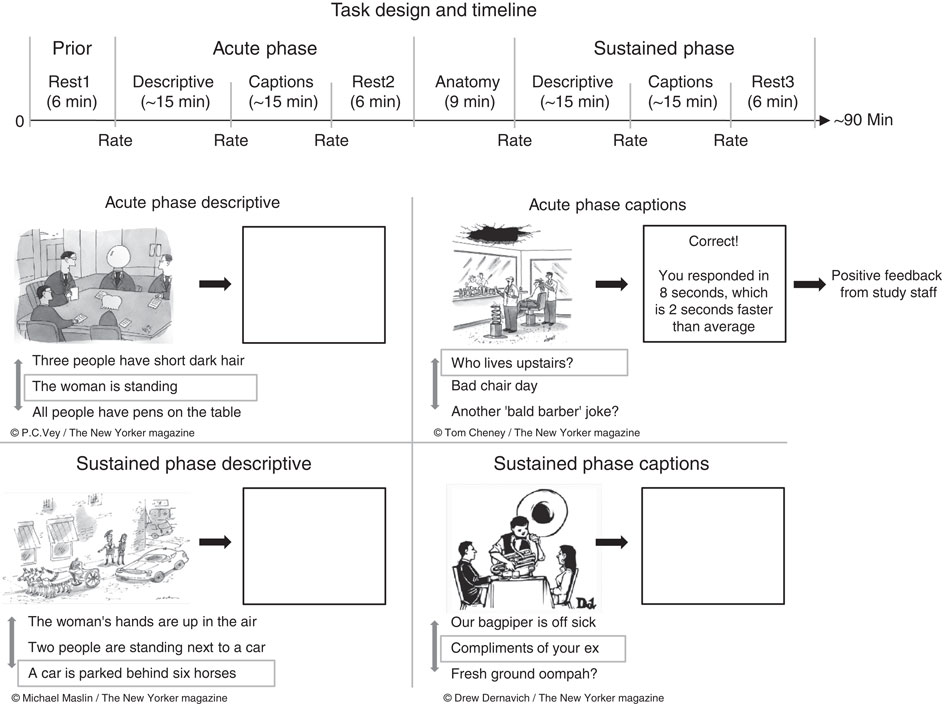 Task design and timeline
Prior
Acute phase
Sustained phase
Rest1
(6 min)
Descriptive
(~15 min)
Captions
(~15 min)
Rest2
(6 min)
Anatomy
(9 min)
Descriptive
(~15 min)
Captions
(~15 min)
Rest3
(6 min)
0
~90 Min
Rate
Rate
Rate
Rate
Rate
Rate
Acute phase descriptive
Three people have short dark hair
The woman is standing
All people have pens on the table
© P.C.Vey / The New Yorker magazine
Acute phase captions
Correct!
You responded in
8 seconds, which
is 2 seconds faster
than average
Positive feedback
from study staff
Who lives upstairs?
Bad chair day
Another 'bald barber' joke?
© Tom Cheney / The New Yorker magazine
Sustained phase descriptive
The woman's hands are up in the air
Two people are standing next to a car
A car is parked behind six horses
© Michael Maslin / The New Yorker magazine
Sustained phase captions
Our bagpiper is off sick
Compliments of your ex
Fresh ground oompah?
© Drew Dernavich / The New Yorker magazine